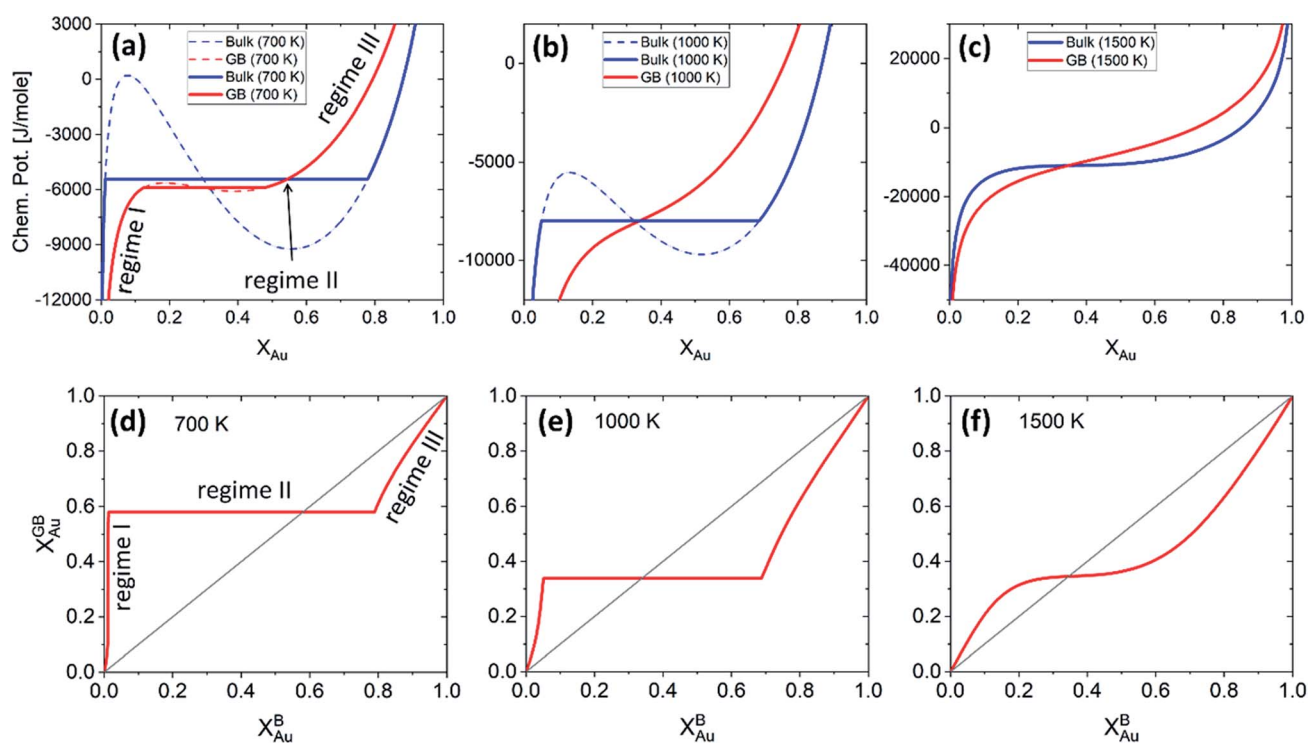 (a)
Bulk (700 K)
GB (700 K)
Bulk (700 K)
GB (700 K)
regime I
regime II
regime III
3000
0
-3000
-6000
-9000
-12000
Chem. Pot. [J/mole]
0.0 0.2 0.4 0.6 0.8 1.0
X_Au
(b)
Bulk (1000 K)
Bulk (1000 K)
GB (1000 K)
0
-5000
-10000
0.0 0.2 0.4 0.6 0.8 1.0
X_Au
(c)
Bulk (1500 K)
GB (1500 K)
20000
0
-20000
-40000
0.0 0.2 0.4 0.6 0.8 1.0
X_Au
(d) 700 K
regime I
regime II
regime III
1.0
0.8
0.6
0.4
0.2
0.0
X_Au^GB
0.0 0.2 0.4 0.6 0.8 1.0
X_Au^B
(e) 1000 K
1.0
0.8
0.6
0.4
0.2
0.0
0.0 0.2 0.4 0.6 0.8 1.0
X_Au^B
(f) 1500 K
1.0
0.8
0.6
0.4
0.2
0.0
0.0 0.2 0.4 0.6 0.8 1.0
X_Au^B